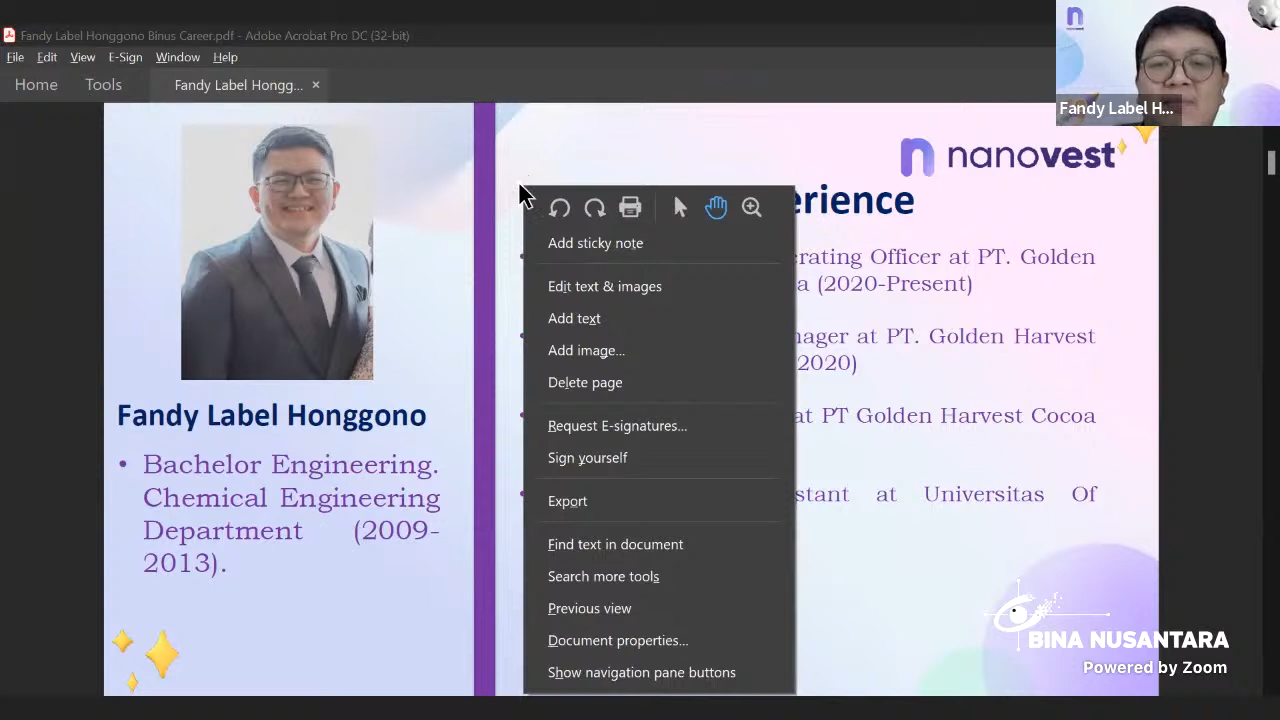 Fandy Label Honggono Binus Career.pdf - Adobe Acrobat Pro DC (32-bit)
File Edit View E-Sign Window Help
Home Tools Fandy Label Hongg... ×
Fandy Label H...
nanovest
erience
Fandy Label Honggono
• Bachelor Engineering.
Chemical Engineering
Department (2009-
2013).
Add sticky note
Edit text & images
Add text
Add image...
Delete page
Request E-signatures...
Sign yourself
Export
Find text in document
Search more tools
Previous view
Document properties...
Show navigation pane buttons
erating Officer at PT. Golden
a (2020-Present)
nager at PT. Golden Harvest
2020)
at PT Golden Harvest Cocoa
stant at Universitas Of
BINA NUSANTARA
Powered by Zoom